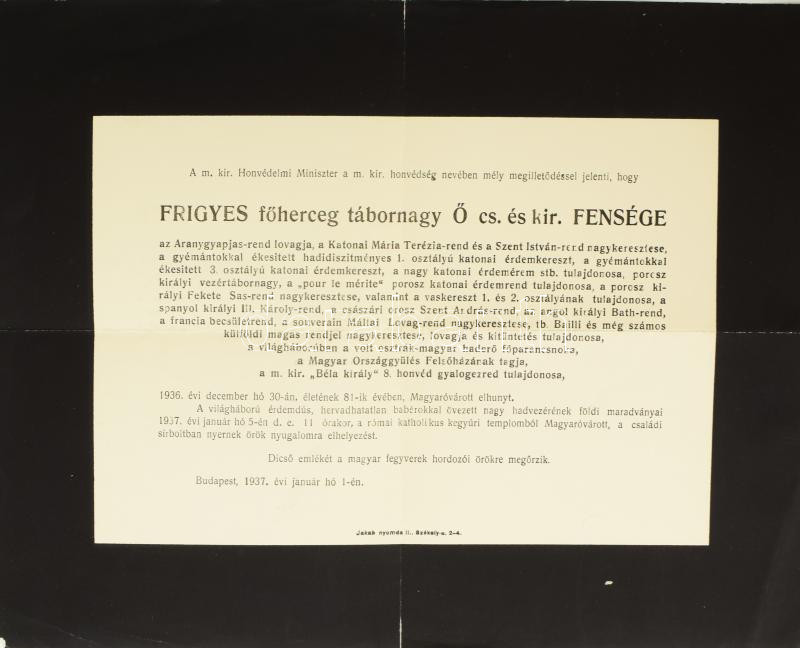 A m. kir. Honvédelmi Miniszter a m. kir. honvédség nevében mély megilletődéssel jelenti, hogy
FRIGYES főherceg tábornagy Ő cs. és kir. FENSÉGE
az Aranygyapjas-rend lovagja, a Katonai Mária Terézia-rend és a Szent István-rend nagykeresztese,
a gyémántokkal ékesitett hadidiszitményes 1. osztályú katonai érdemkereszt, a gyémántokkal
ékesitett 3. osztályú katonai érdemkereszt, a nagy katonai érdemérem stb. tulajdonosa, porosz
királyi vezértábornagy, a „pour le mérite" porosz katonai érdemrend tulajdonosa, a porosz ki-
rályi Fekete Sas-rend nagykeresztese, valamint a vaskereszt 1. és 2. osztályának tulajdonosa, a
spanyol királyi III. Károly-rend, a császári orosz Szent András-rend, az angol királyi Bath-rend,
a francia becsületrend, a souverain Máltai Lovag-rend nagykeresztese, tb. Bailli és még számos
külföldi magas rendjel nagykeresztese, lovagja és kitüntetés tulajdonosa,
a világháborúban a volt osztrák-magyar haderő főparancsnoka,
a Magyar Országgyülés Felsőházának tagja,
a m. kir. „Béla király" 8. honvéd gyalogezred tulajdonosa,
1936. évi december hó 30-án, életének 81-ik évében, Magyaróvárott elhunyt.
A világháború érdemdús, hervadhatatlan babérokkal övezett nagy hadvezérének földi maradványai
1937. évi január hó 5-én d. e. 11 órakor, a római katholikus kegyúri templomból Magyaróvárott, a családi
sírboltban nyernek örök nyugalomra elhelyezést.
Dicső emlékét a magyar fegyverek hordozói örökre megőrzik.
Budapest, 1937. évi január hó 1-én.
Jakab nyomda II., Székely-u. 2–4.